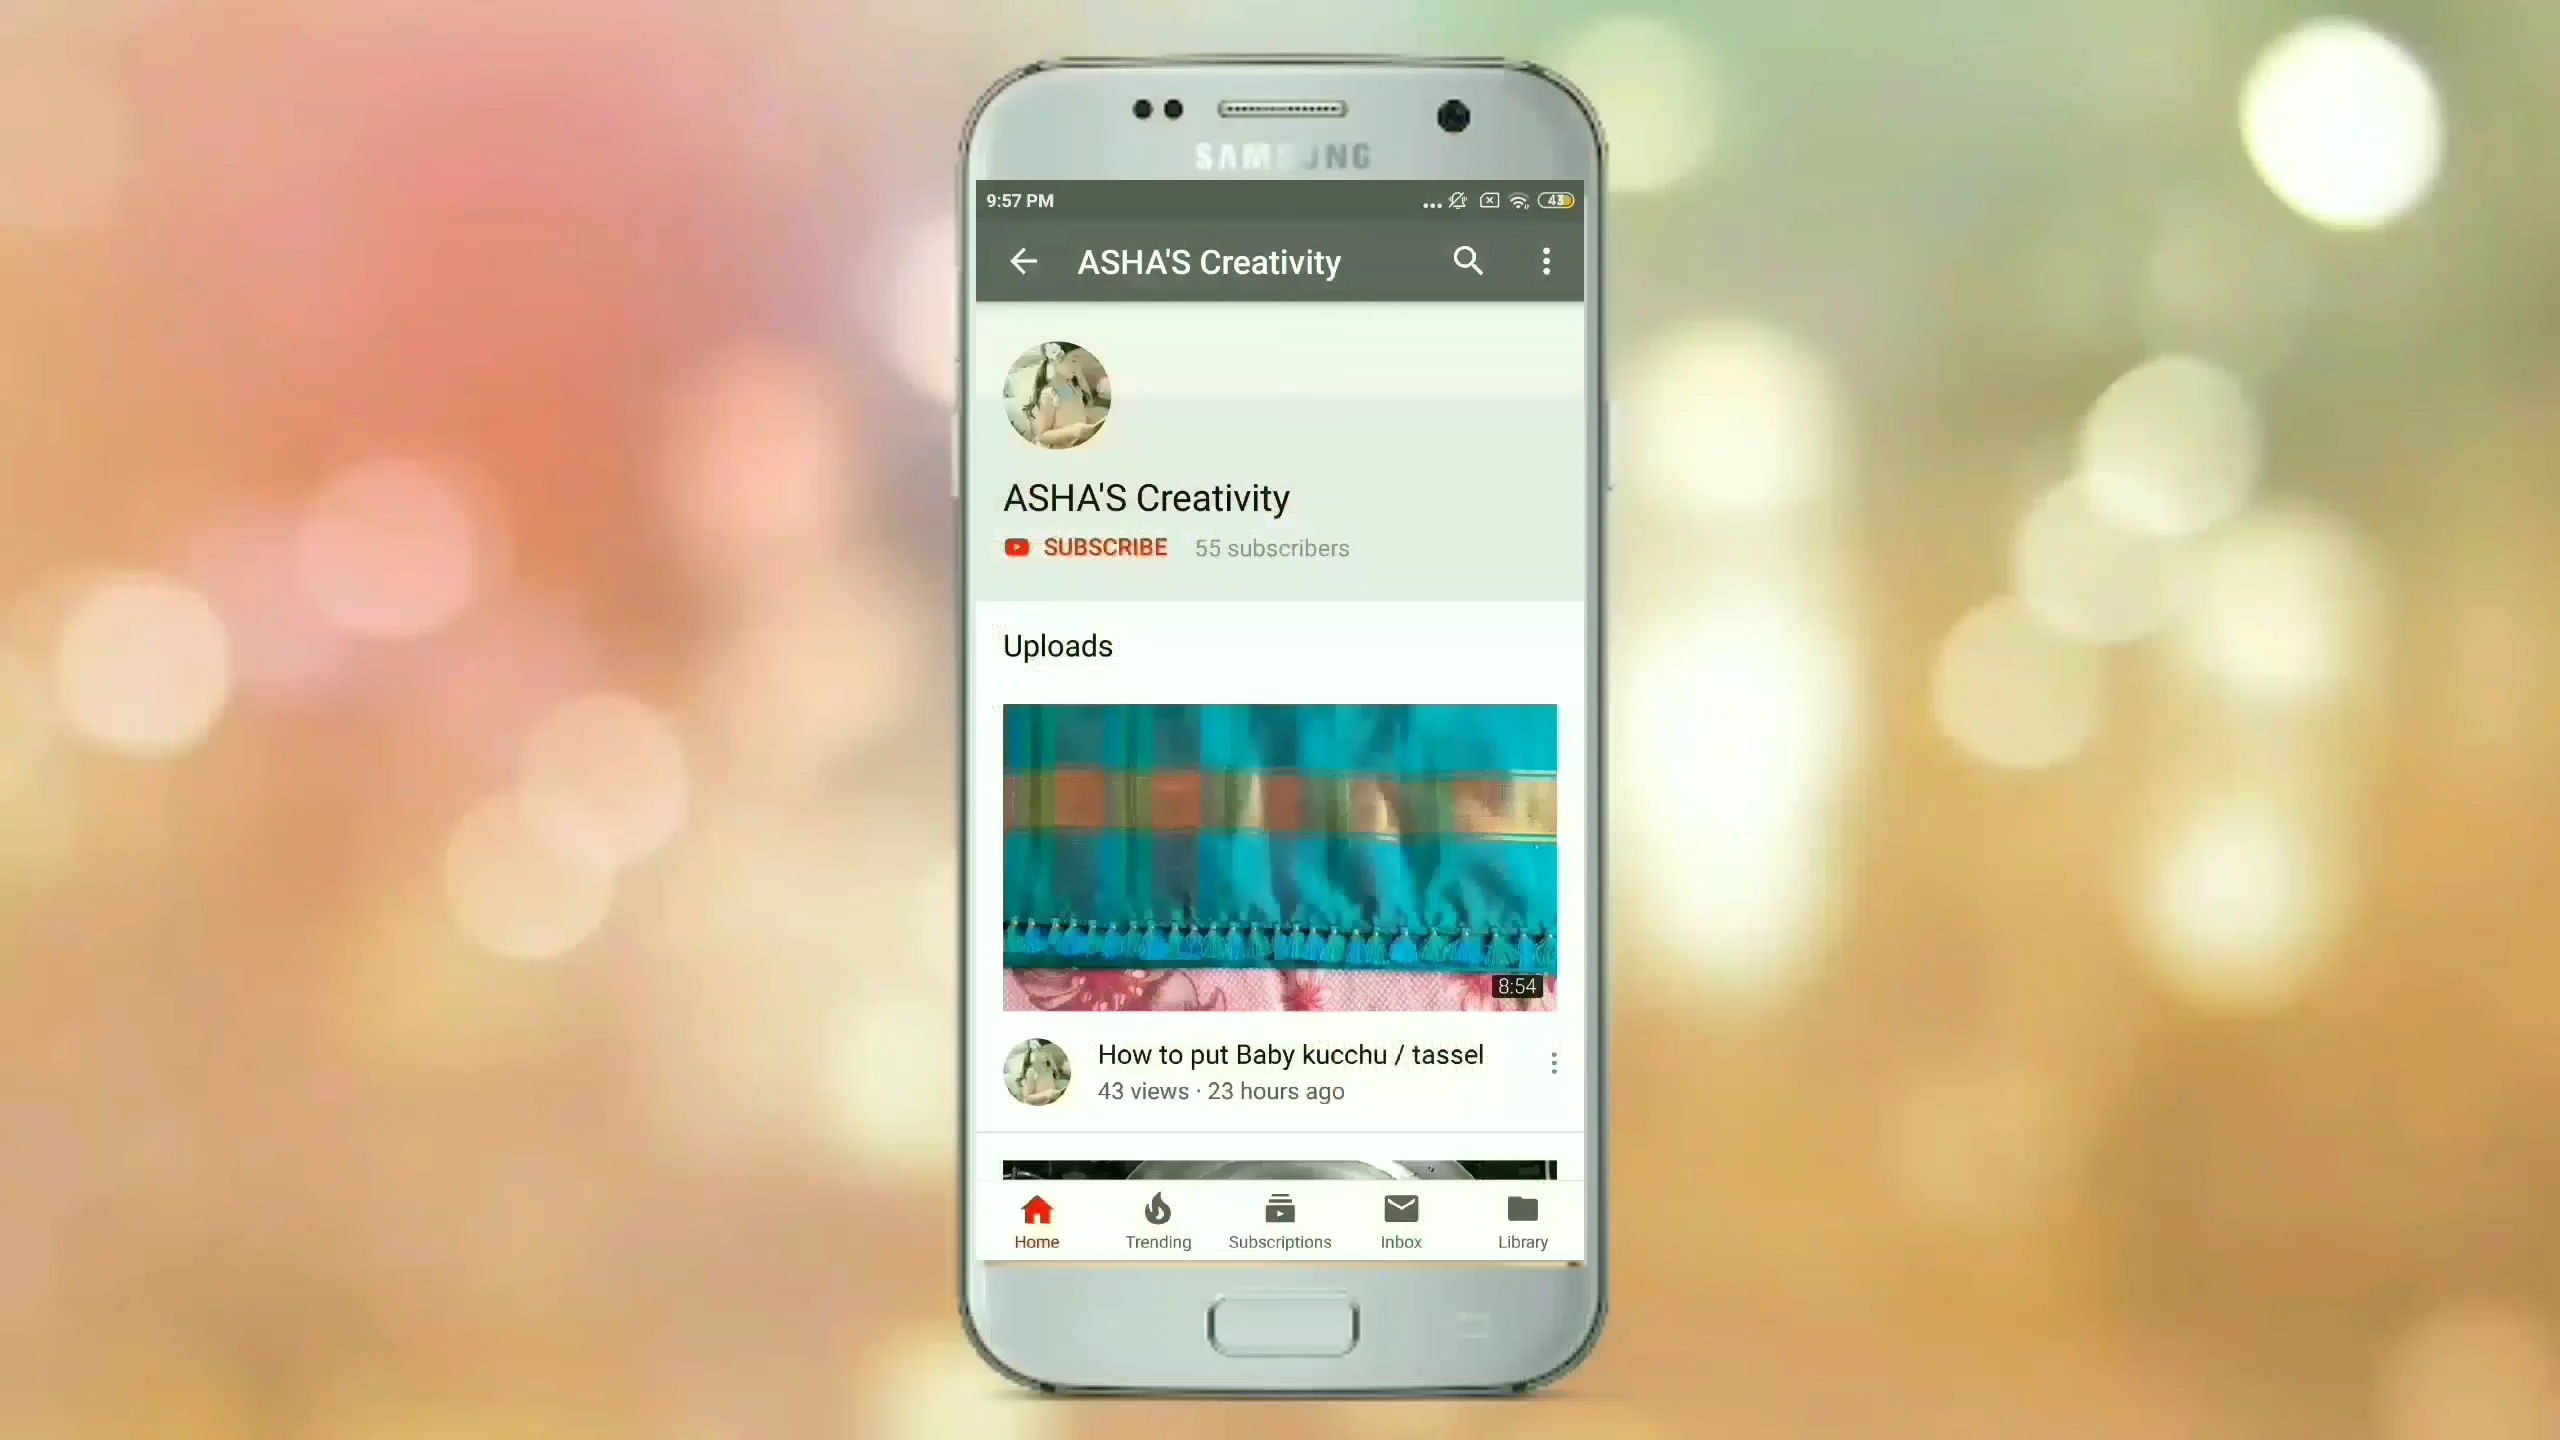 SAMSUNG
9:57 PM
43
ASHA'S Creativity
ASHA'S Creativity
SUBSCRIBE 55 subscribers
Uploads
8:54
How to put Baby kucchu / tassel
43 views · 23 hours ago
Home Trending Subscriptions Inbox Library